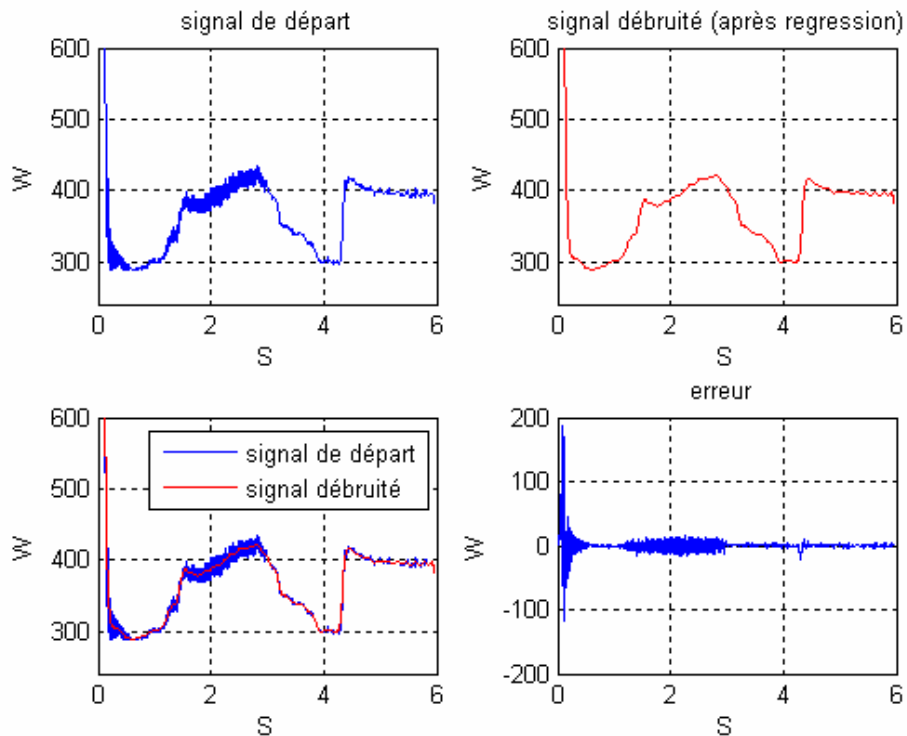 signal de départ
600
500
400
300
W
0 2 4 6
S
signal débruité (après regression)
600
500
400
300
W
0 2 4 6
S
600
500
400
300
W
signal de départ
signal débruité
0 2 4 6
S
erreur
200
100
0
-100
-200
W
0 2 4 6
S